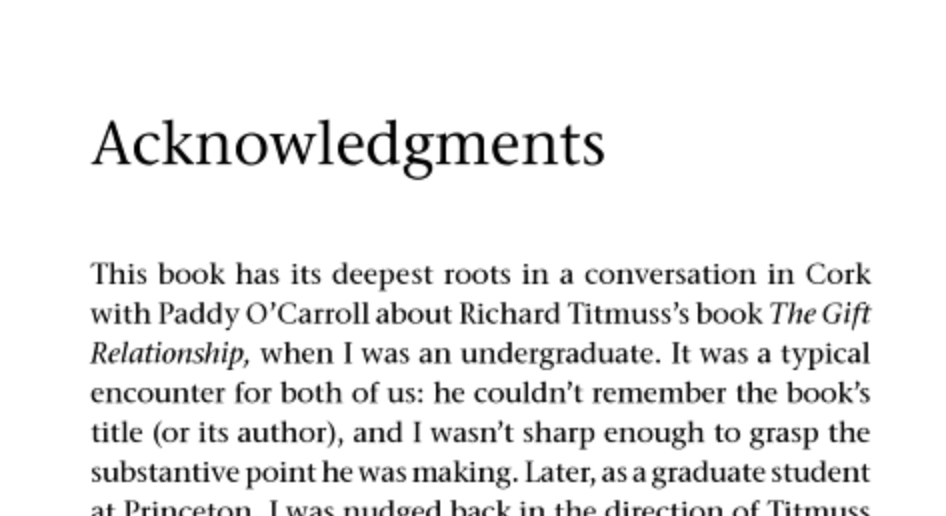 Acknowledgments
This book has its deepest roots in a conversation in Cork
with Paddy O’Carroll about Richard Titmuss’s book The Gift
Relationship, when I was an undergraduate. It was a typical
encounter for both of us: he couldn’t remember the book’s
title (or its author), and I wasn’t sharp enough to grasp the
substantive point he was making. Later, as a graduate student
at Princeton, I was nudged back in the direction of Titmuss